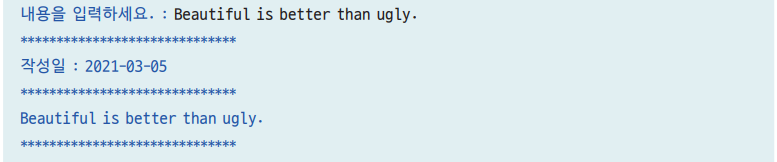 내용을 입력하세요. : Beautiful is better than ugly.
******************************
작성일 : 2021-03-05
******************************
Beautiful is better than ugly.
******************************